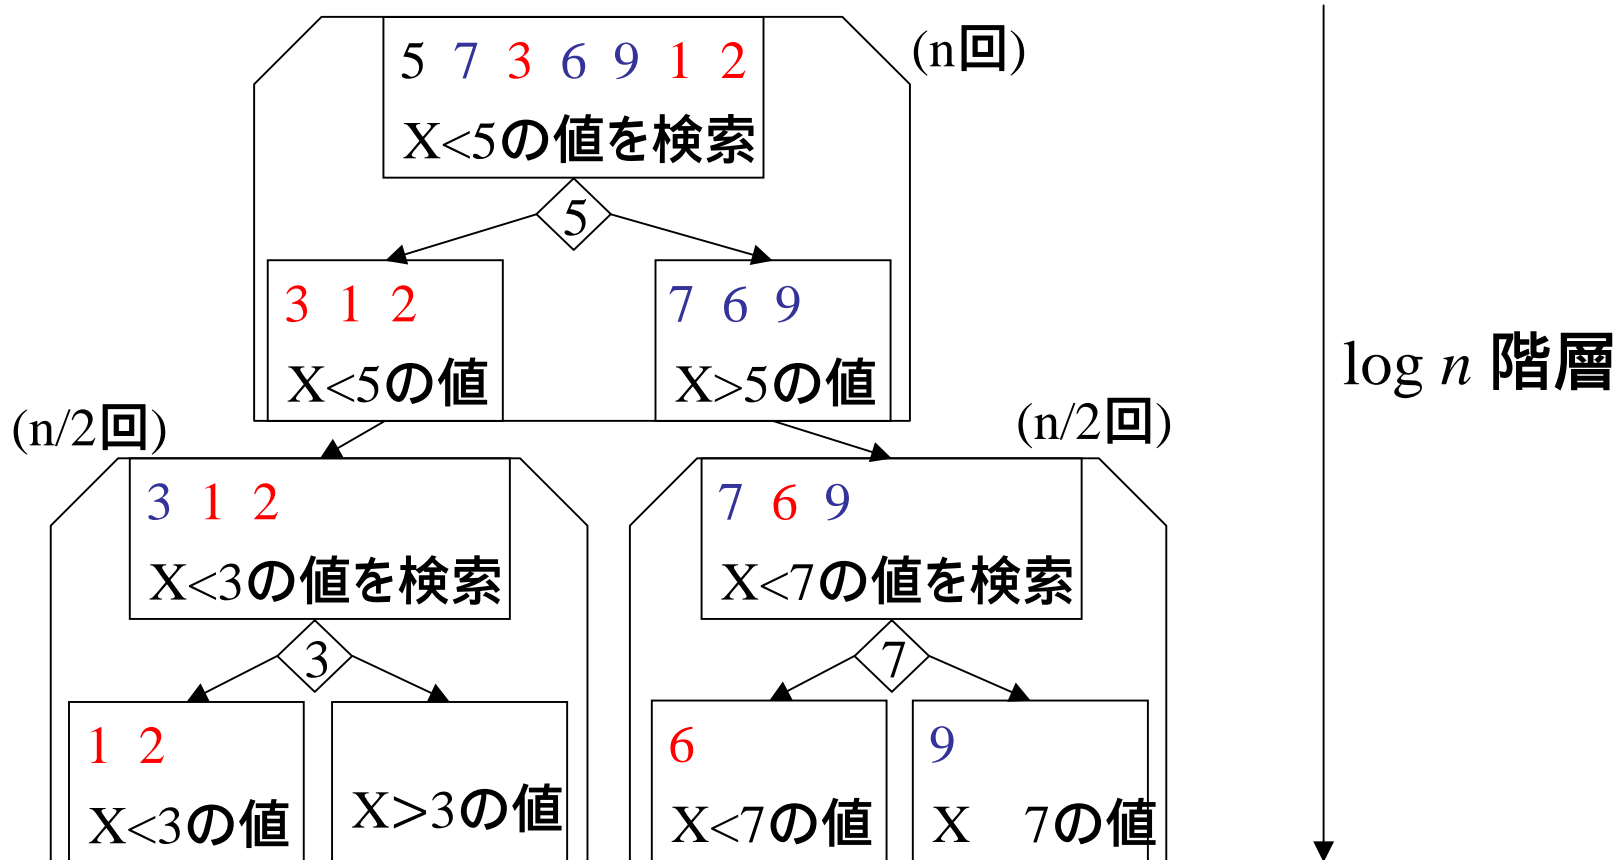 5 7 3 6 9 1 2
(n回)
X<5の値を検索
5
3 1 2
X<5の値
7 6 9
X>5の値
log n 階層
(n/2回)
(n/2回)
3 1 2
X<3の値を検索
7 6 9
X<7の値を検索
3
7
1 2
X<3の値
X>3の値
6
X<7の値
9
X 7の値